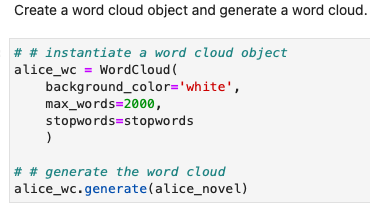 Create a word cloud object and generate a word cloud.
# # instantiate a word cloud object
alice_wc = WordCloud(
    background_color='white',
    max_words=2000,
    stopwords=stopwords
    )
# # generate the word cloud
alice_wc.generate(alice_novel)